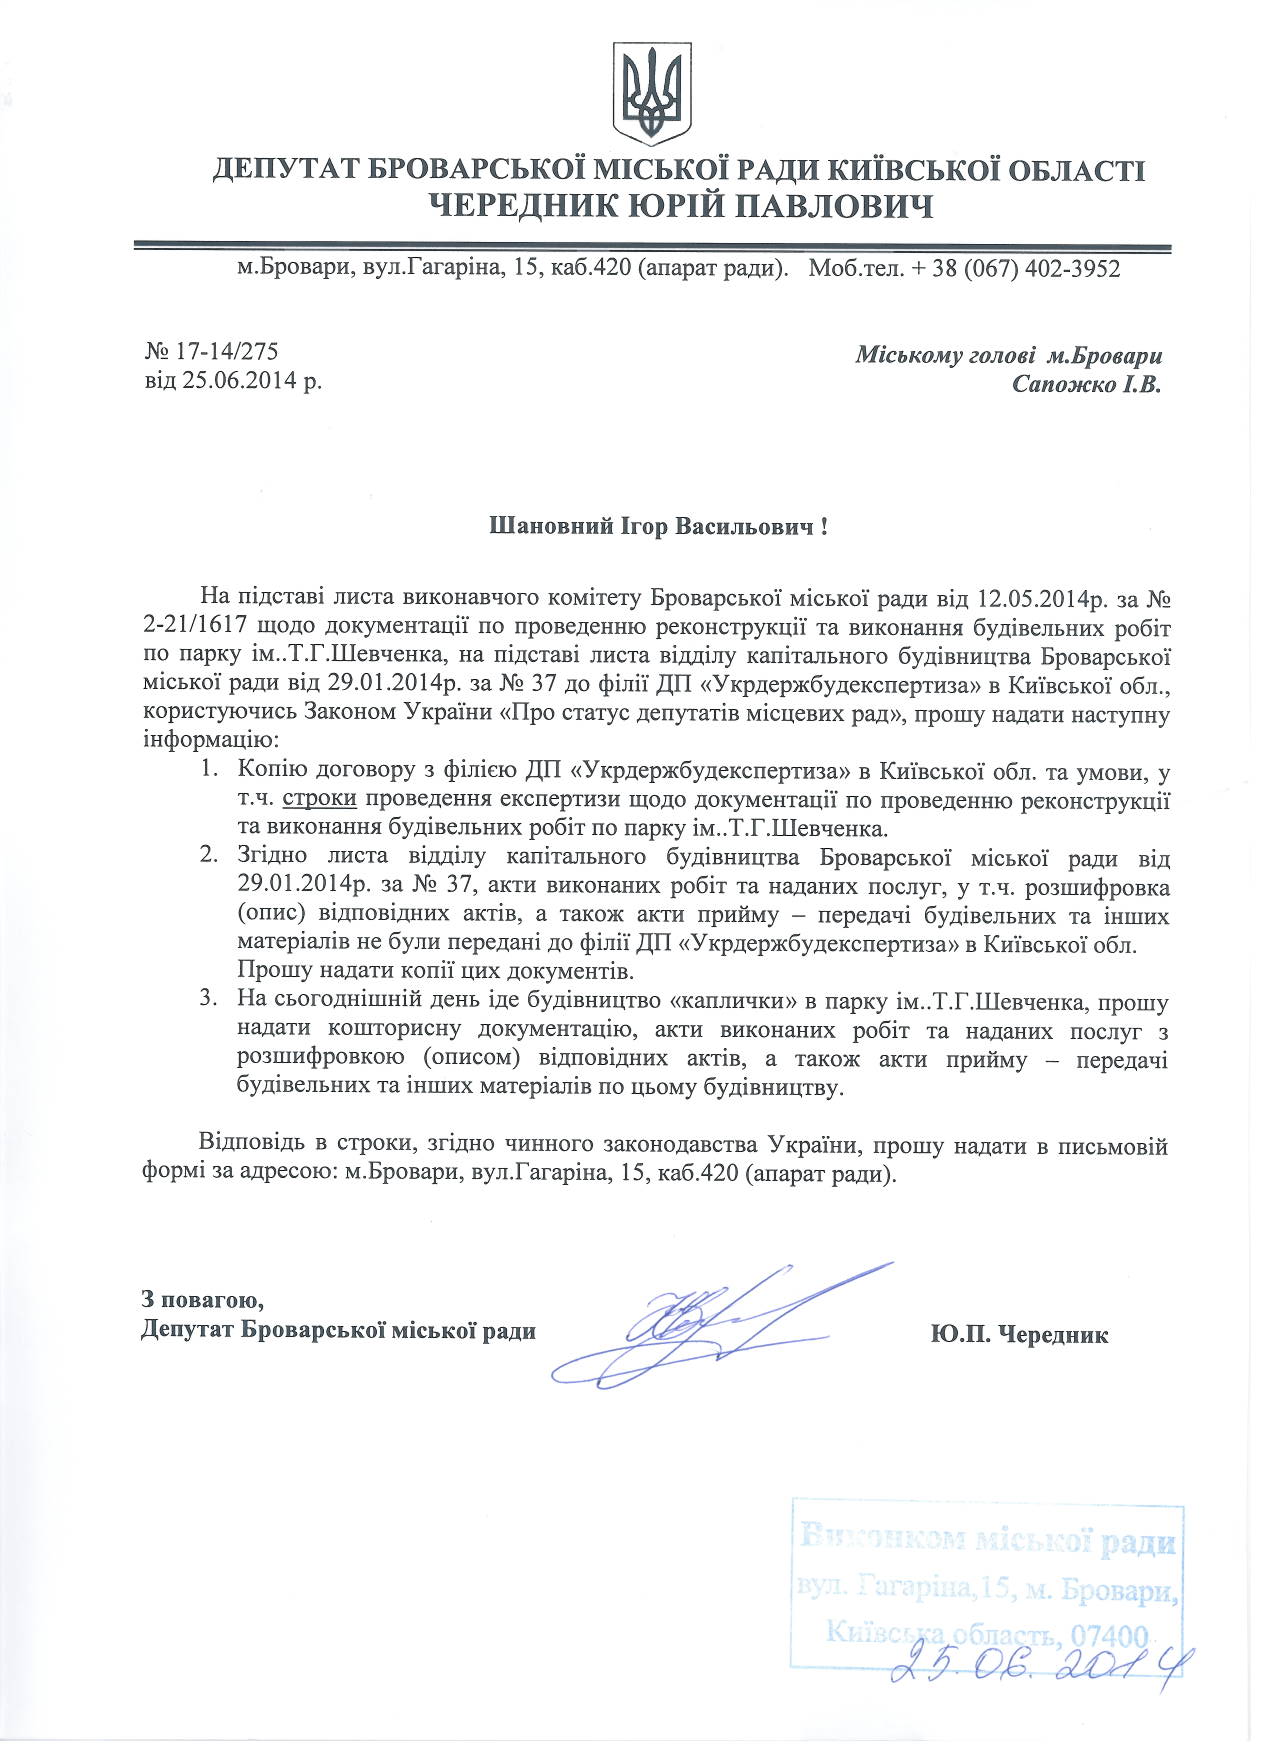 ДЕПУТАТ БРОВАРСЬКОЇ МІСЬКОЇ РАДИ КИЇВСЬКОЇ ОБЛАСТІ
ЧЕРЕДНИК ЮРІЙ ПАВЛОВИЧ
м.Бровари, вул.Гагаріна, 15, каб.420 (апарат ради). Моб.тел. + 38 (067) 402-3952
№ 17-14/275
від 25.06.2014 р.
Міському голові м.Бровари
Сапожко І.В.
Шановний Ігор Васильович !
На підставі листа виконавчого комітету Броварської міської ради від 12.05.2014р. за №
2-21/1617 щодо документації по проведенню реконструкції та виконання будівельних робіт
по парку ім..Т.Г.Шевченка, на підставі листа відділу капітального будівництва Броварської
міської ради від 29.01.2014р. за № 37 до філії ДП «Укрдержбудекспертиза» в Київської обл.,
користуючись Законом України «Про статус депутатів місцевих рад», прошу надати наступну
інформацію:
1. Копію договору з філією ДП «Укрдержбудекспертиза» в Київської обл. та умови, у
т.ч. строки проведення експертизи щодо документації по проведенню реконструкції
та виконання будівельних робіт по парку ім..Т.Г.Шевченка.
2. Згідно листа відділу капітального будівництва Броварської міської ради від
29.01.2014р. за № 37, акти виконаних робіт та наданих послуг, у т.ч. розшифровка
(опис) відповідних актів, а також акти прийму – передачі будівельних та інших
матеріалів не були передані до філії ДП «Укрдержбудекспертиза» в Київської обл.
Прошу надати копії цих документів.
3. На сьогоднішній день іде будівництво «каплички» в парку ім..Т.Г.Шевченка, прошу
надати кошторисну документацію, акти виконаних робіт та наданих послуг з
розшифровкою (описом) відповідних актів, а також акти прийму – передачі
будівельних та інших матеріалів по цьому будівництву.
Відповідь в строки, згідно чинного законодавства України, прошу надати в письмовій
формі за адресою: м.Бровари, вул.Гагаріна, 15, каб.420 (апарат ради).
З повагою,
Депутат Броварської міської ради
Ю.П. Чередник
Виконком міської ради
вул. Гагаріна,15, м. Бровари,
Київська область, 07400
25.06.2014